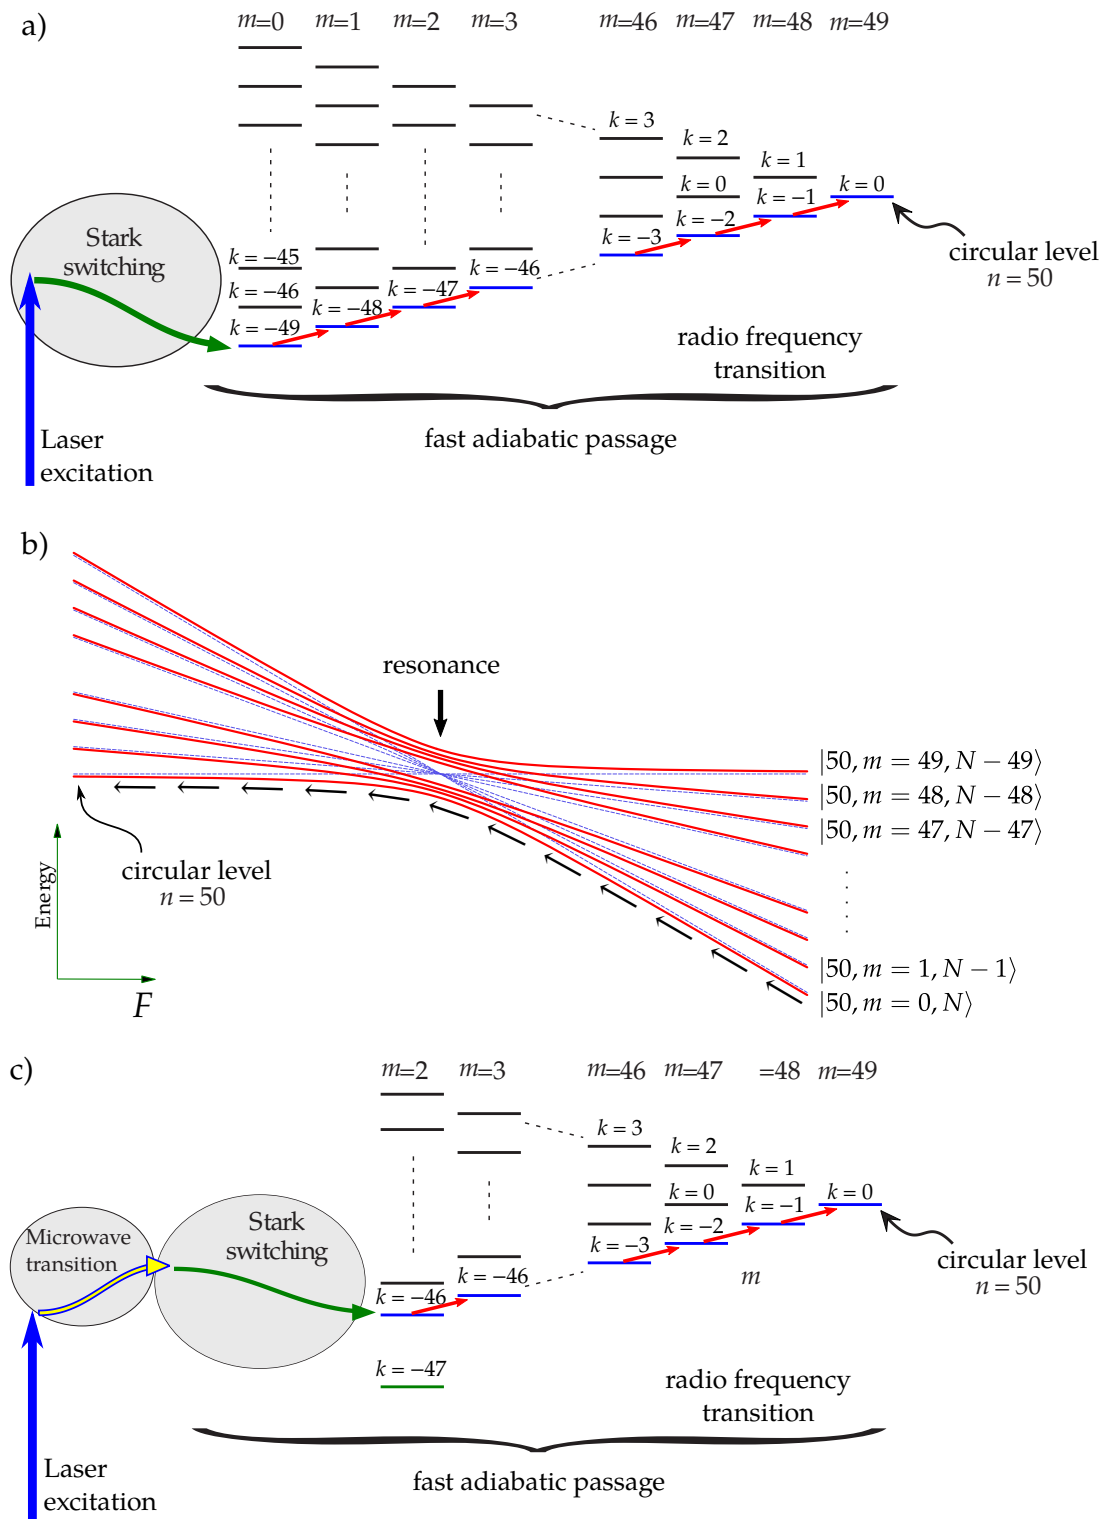 a)
m=0 m=1 m=2 m=3 m=46 m=47 m=48 m=49
k = 3
k = 2
k = 1
k = 0 k = −1 k = 0
k = −2
k = −3
circular level
n = 50
Stark
switching
k = −45
k = −46
k = −49
k = −48
k = −47
k = −46
radio frequency
transition
fast adiabatic passage
Laser
excitation
b)
resonance
|50, m = 49, N − 49⟩
|50, m = 48, N − 48⟩
|50, m = 47, N − 47⟩
|50, m = 1, N − 1⟩
|50, m = 0, N⟩
circular level
n = 50
Energy
F
c)
m=2 m=3 m=46 m=47 =48 m=49
k = 3
k = 2
k = 1
k = 0 k = −1 k = 0
k = −2
k = −3
m
circular level
n = 50
Microwave
transition
Stark
switching
k = −46
k = −46
k = −47
radio frequency
transition
fast adiabatic passage
Laser
excitation